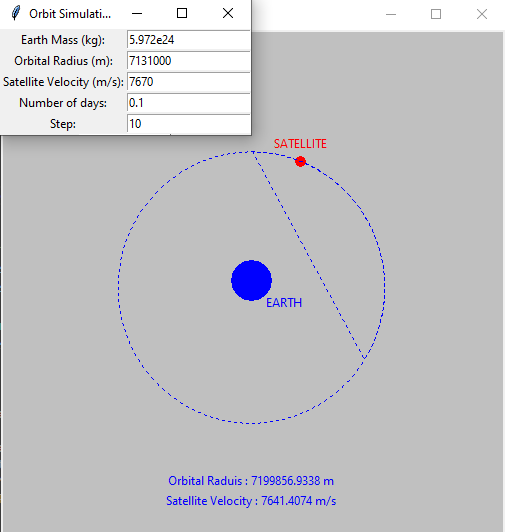 Orbit Simulati...
Earth Mass (kg): 5.972e24
Orbital Radius (m): 7131000
Satellite Velocity (m/s): 7670
Number of days: 0.1
Step: 10
SATELLITE
EARTH
Orbital Raduis : 7199856.9338 m
Satellite Velocity : 7641.4074 m/s